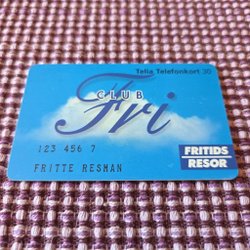 Telia Telefonkort 30
CLUB
Fri
123 456 7
FRITTE RESMAN
FRITIDS
RESOR